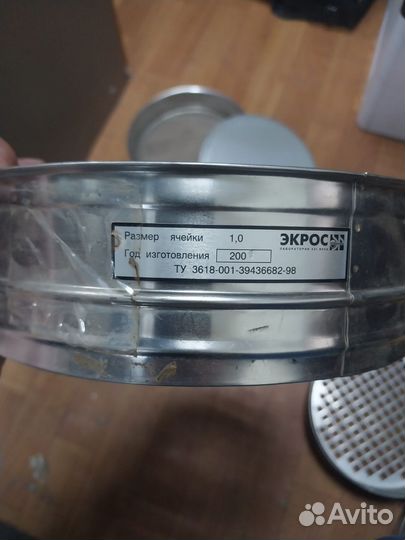 Размер ячейки 1,0
ЭКРОС
Год изготовления 200
ТУ 3618-001-39436682-98
Avito